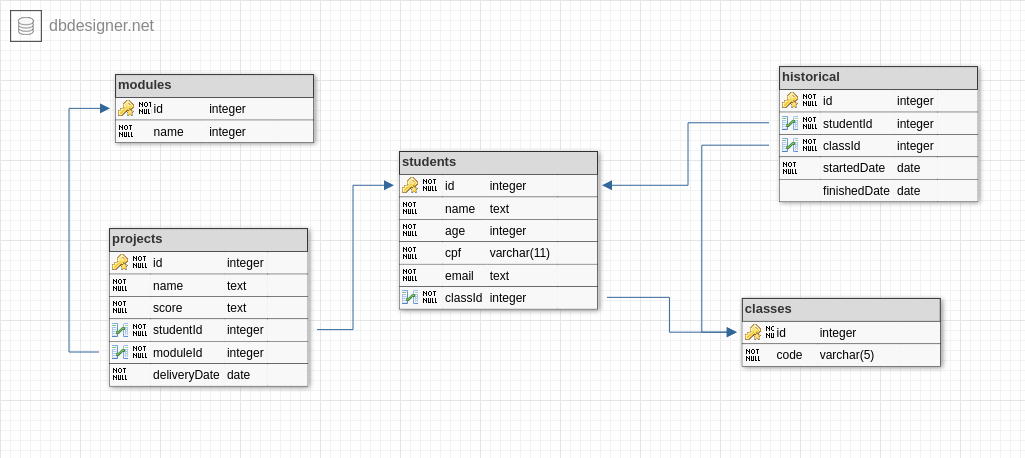 dbdesigner.net
modules
NOT NULL id integer
NOT NULL name integer
projects
NOT NULL id integer
NOT NULL name text
NOT NULL score text
NOT NULL studentId integer
NOT NULL moduleId integer
NOT NULL deliveryDate date
students
NOT NULL id integer
NOT NULL name text
NOT NULL age integer
NOT NULL cpf varchar(11)
NOT NULL email text
NOT NULL classId integer
historical
NOT NULL id integer
NOT NULL studentId integer
NOT NULL classId integer
NOT NULL startedDate date
finishedDate date
classes
id integer
NOT NULL code varchar(5)